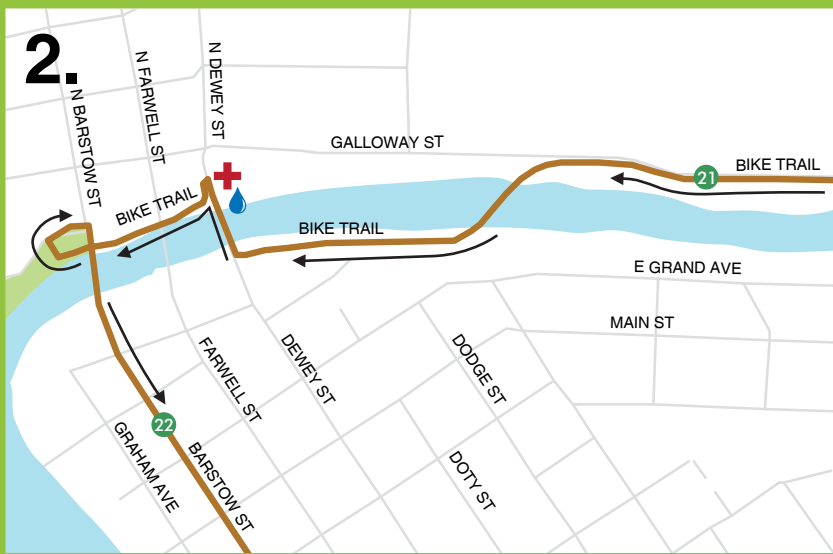 2.
N BARSTOW ST
N FARWELL ST
N DEWEY ST
GALLOWAY ST
BIKE TRAIL
21
BIKE TRAIL
BIKE TRAIL
E GRAND AVE
MAIN ST
FARWELL ST
DEWEY ST
DODGE ST
22
GRAHAM AVE
BARSTOW ST
DOTY ST